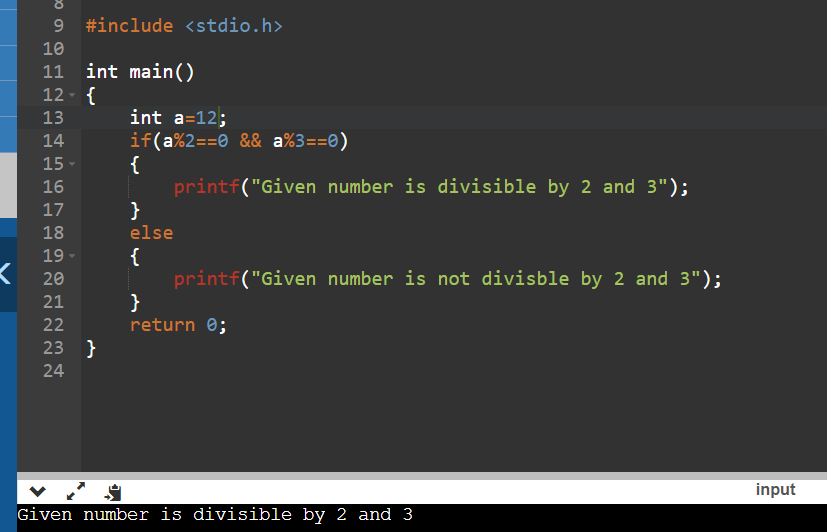 8
9 #include <stdio.h>
10
11 int main()
12 {
13     int a=12;
14     if(a%2==0 && a%3==0)
15     {
16         printf("Given number is divisible by 2 and 3");
17     }
18     else
19     {
20         printf("Given number is not divisble by 2 and 3");
21     }
22     return 0;
23 }
24
input
Given number is divisible by 2 and 3